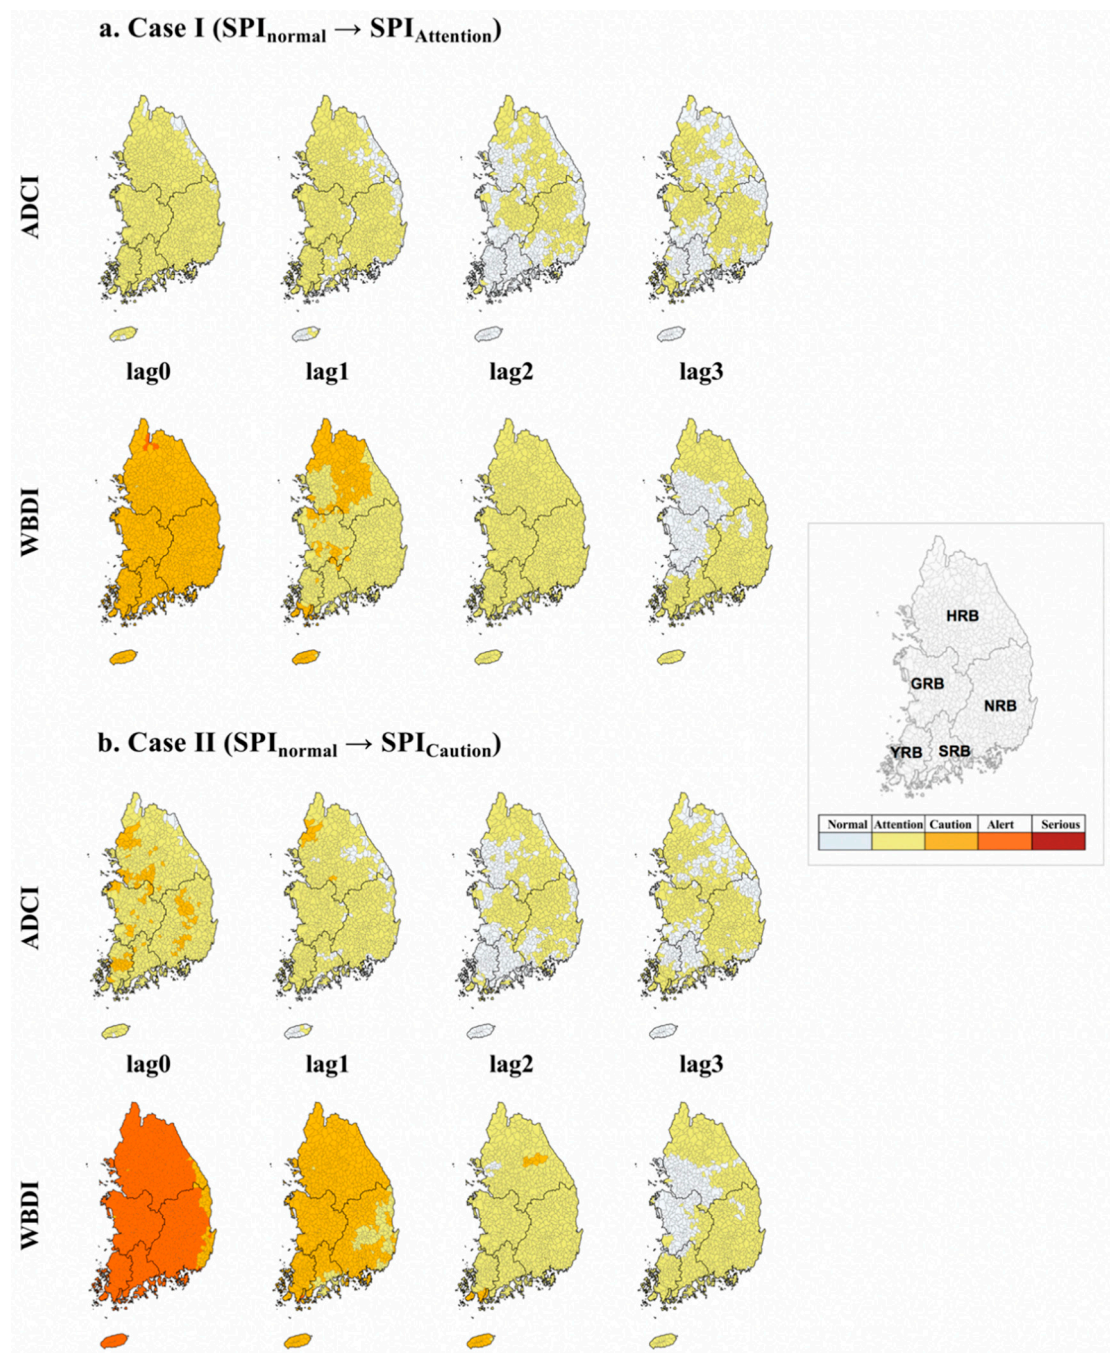 a. Case I (SPInormal → SPIAttention)
ADCI
lag0 lag1 lag2 lag3
WBDI
HRB
GRB
NRB
YRB SRB
Normal Attention Caution Alert Serious
b. Case II (SPInormal → SPICaution)
ADCI
lag0 lag1 lag2 lag3
WBDI